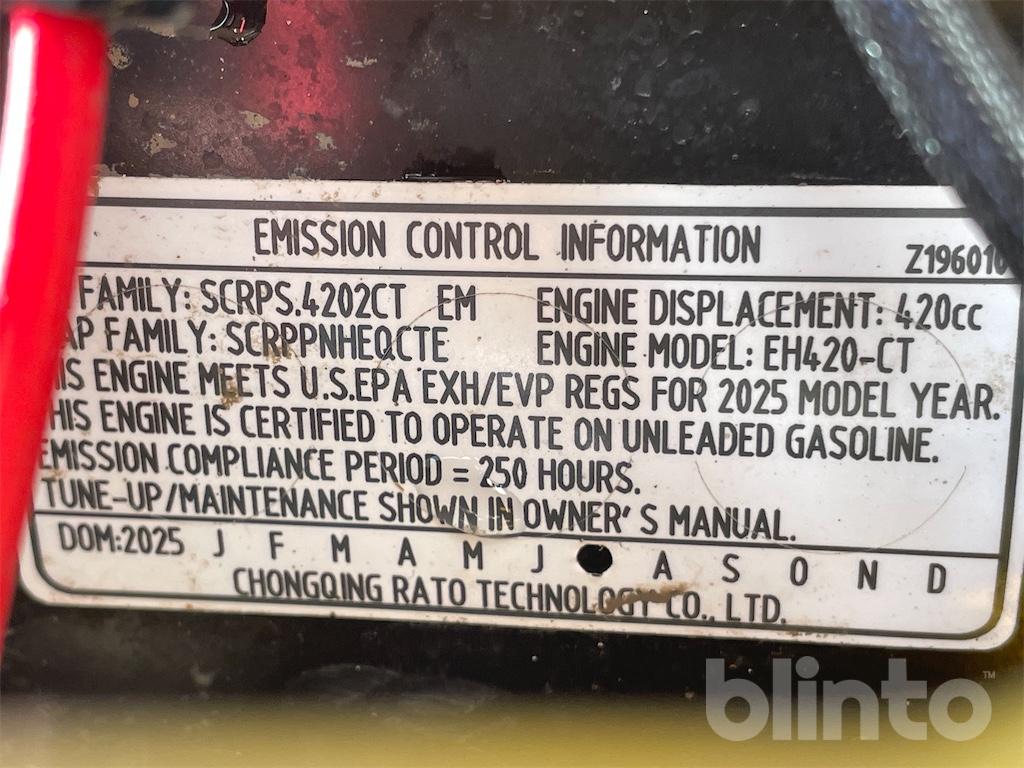 EMISSION CONTROL INFORMATION
Z196010
FAMILY: SCRPS.4202CT EM ENGINE DISPLACEMENT: 420cc
AP FAMILY: SCRPPNHEQCTE ENGINE MODEL: EH420-CT
IS ENGINE MEETS U.S.EPA EXH/EVP REGS FOR 2025 MODEL YEAR.
HIS ENGINE IS CERTIFIED TO OPERATE ON UNLEADED GASOLINE.
EMISSION COMPLIANCE PERIOD = 250 HOURS.
TUNE-UP/MAINTENANCE SHOWN IN OWNER'S MANUAL.
DOM:2025 J F M A M J A S O N D
CHONGQING RATO TECHNOLOGY CO., LTD.
blinto™